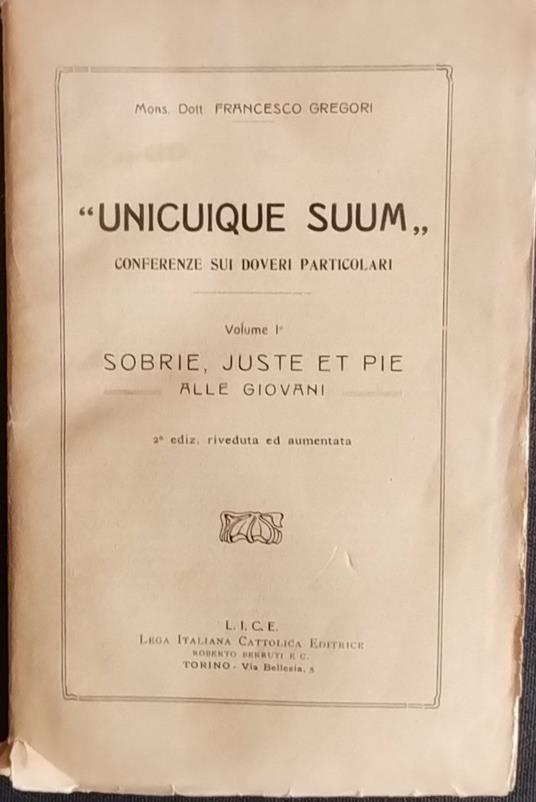 Mons. Dott. FRANCESCO GREGORI
“UNICUIQUE SUUM„
CONFERENZE SUI DOVERI PARTICOLARI
Volume Iº
SOBRIE, JUSTE ET PIE
ALLE GIOVANI
2ª ediz. riveduta ed aumentata
L. I. C. E.
LEGA ITALIANA CATTOLICA EDITRICE
ROBERTO BERRUTI E C.
TORINO - Via Bellezia, 5